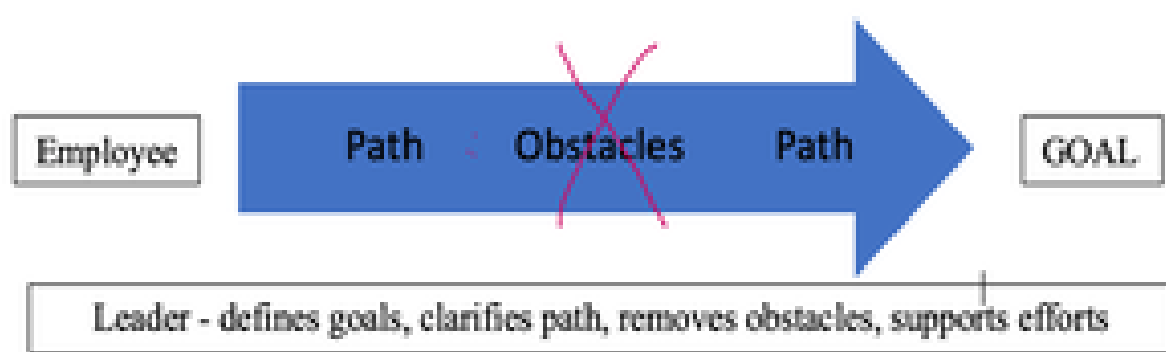 Employee
Path Obstacles Path
GOAL
Leader - defines goals, clarifies path, removes obstacles, supports efforts